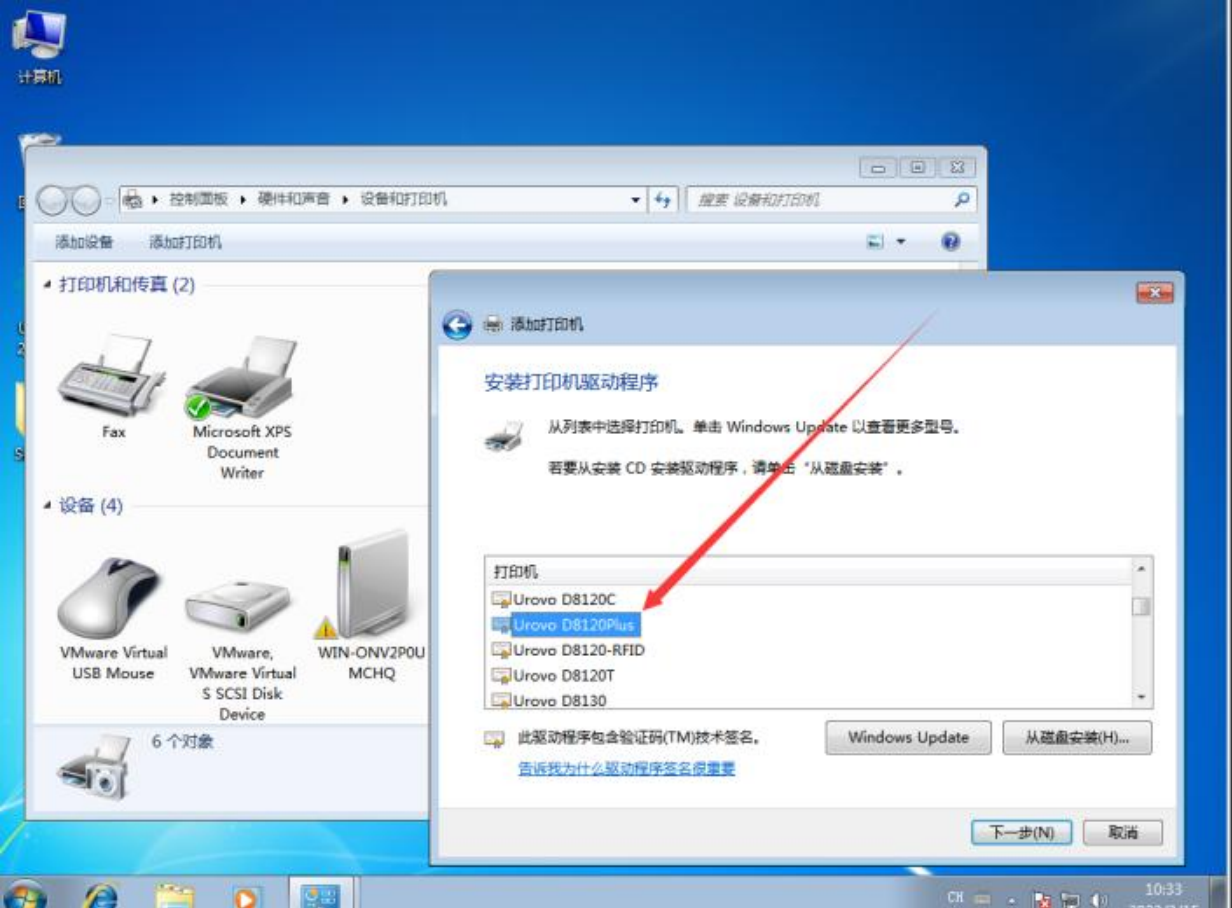 计算机
控制面板 ▸ 硬件和声音 ▸ 设备和打印机
搜索 设备和打印机
添加设备 添加打印机
打印机和传真 (2)
Fax
Microsoft XPS
Document
Writer
设备 (4)
VMware Virtual
USB Mouse
VMware,
VMware Virtual
S SCSI Disk
Device
WIN-ONV2P0U
MCHQ
6 个对象
添加打印机
安装打印机驱动程序
从列表中选择打印机。单击 Windows Update 以查看更多型号。
若要从安装 CD 安装驱动程序，请单击“从磁盘安装”。
打印机
Urovo D8120C
Urovo D8120Plus
Urovo D8120-RFID
Urovo D8120T
Urovo D8130
此驱动程序包含验证码(TM)技术签名。
告诉我为什么驱动程序签名很重要
Windows Update
从磁盘安装(H)...
下一步(N)
取消
CH
10:33